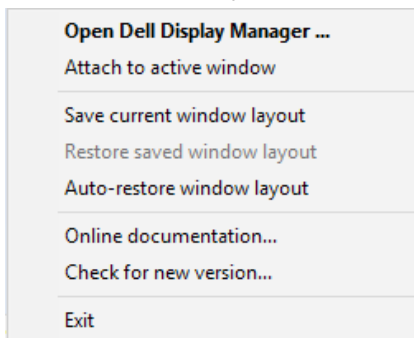 Open Dell Display Manager ...
Attach to active window
Save current window layout
Restore saved window layout
Auto-restore window layout
Online documentation...
Check for new version...
Exit